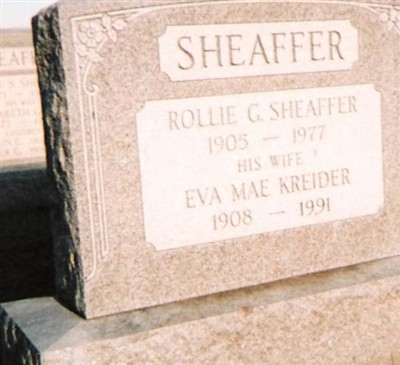 SHEAFFER
ROLLIE G. SHEAFFER
1905 — 1977
HIS WIFE
EVA MAE KREIDER
1908 — 1991